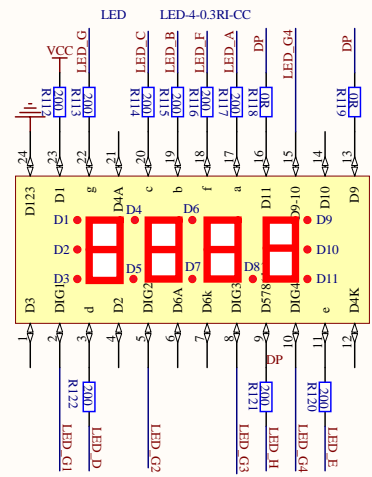 LED LED-4-0.3RI-CC
VCC LED_G LED_C LED_B LED_F LED_A DP LED_G4 DP
R112 R113 R114 R115 R116 R117 R118 R119
200 200 200 200 200 200 0R 0R
24 23 22 21 20 19 18 17 16 15 14 13
D123 D1 g D4A c b f a D11 D9-10 D10 D9
D1 D4 D6 D9
D2 D10
D3 D5 D7 D8 D11
D3 DIG1 d D2 DIG2 D6A D6k DIG3 D578 DIG4 e D4K
1 2 3 4 5 6 7 8 9 10 11 12
DP
R122 R121 R120
200 200 200
LED_G1 LED_D LED_G2 LED_G3 LED_H LED_G4 LED_E